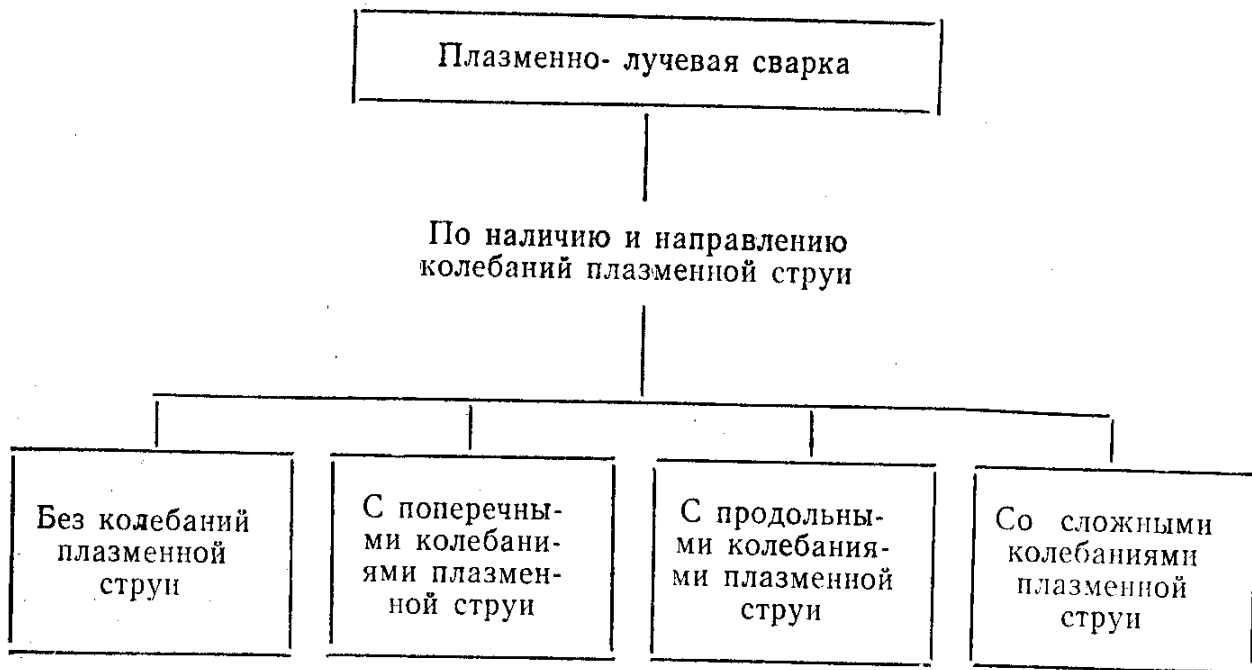 Плазменно- лучевая сварка
По наличию и направлению
колебаний плазменной струи
Без колебаний
плазменной
струи
С поперечны-
ми колебани-
ями плазмен-
ной струи
С продольны-
ми колебания-
ми плазменной
струи
Со сложными
колебаниями
плазменной
струи